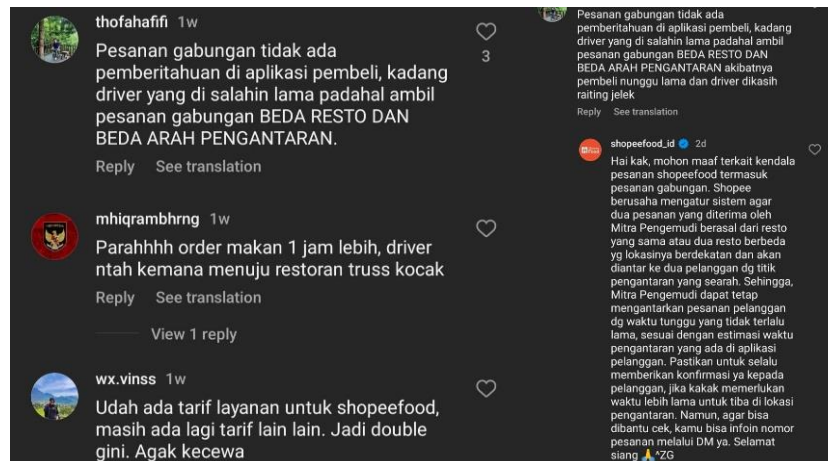 thofahafifi 1w
Pesanan gabungan tidak ada
pemberitahuan di aplikasi pembeli, kadang
driver yang di salahin lama padahal ambil
pesanan gabungan BEDA RESTO DAN
BEDA ARAH PENGANTARAN.
3
Reply See translation
mhiqrambhrng 1w
Parahhhh order makan 1 jam lebih, driver
ntah kemana menuju restoran truss kocak
Reply See translation
View 1 reply
wx.vinss 1w
Udah ada tarif layanan untuk shopeefood,
masih ada lagi tarif lain lain. Jadi double
gini. Agak kecewa
Pesanan gabungan tidak ada
pemberitahuan di aplikasi pembeli, kadang
driver yang di salahin lama padahal ambil
pesanan gabungan BEDA RESTO DAN
BEDA ARAH PENGANTARAN akibatnya
pembeli nunggu lama dan driver dikasih
raiting jelek
Reply See translation
shopeefood_id 2d
Hai kak, mohon maaf terkait kendala
pesanan shopeefood termasuk
pesanan gabungan. Shopee
berusaha mengatur sistem agar
dua pesanan yang diterima oleh
Mitra Pengemudi berasal dari resto
yang sama atau dua resto berbeda
yg lokasinya berdekatan dan akan
diantar ke dua pelanggan dg titik
pengantaran yang searah. Sehingga,
Mitra Pengemudi dapat tetap
mengantarkan pesanan pelanggan
dg waktu tunggu yang tidak terlalu
lama, sesuai dengan estimasi waktu
pengantaran yang ada di aplikasi
pelanggan. Pastikan untuk selalu
memberikan konfirmasi ya kepada
pelanggan, jika kakak memerlukan
waktu lebih lama untuk tiba di lokasi
pengantaran. Namun, agar bisa
dibantu cek, kamu bisa infoin nomor
pesanan melalui DM ya. Selamat
siang 🙏^ZG